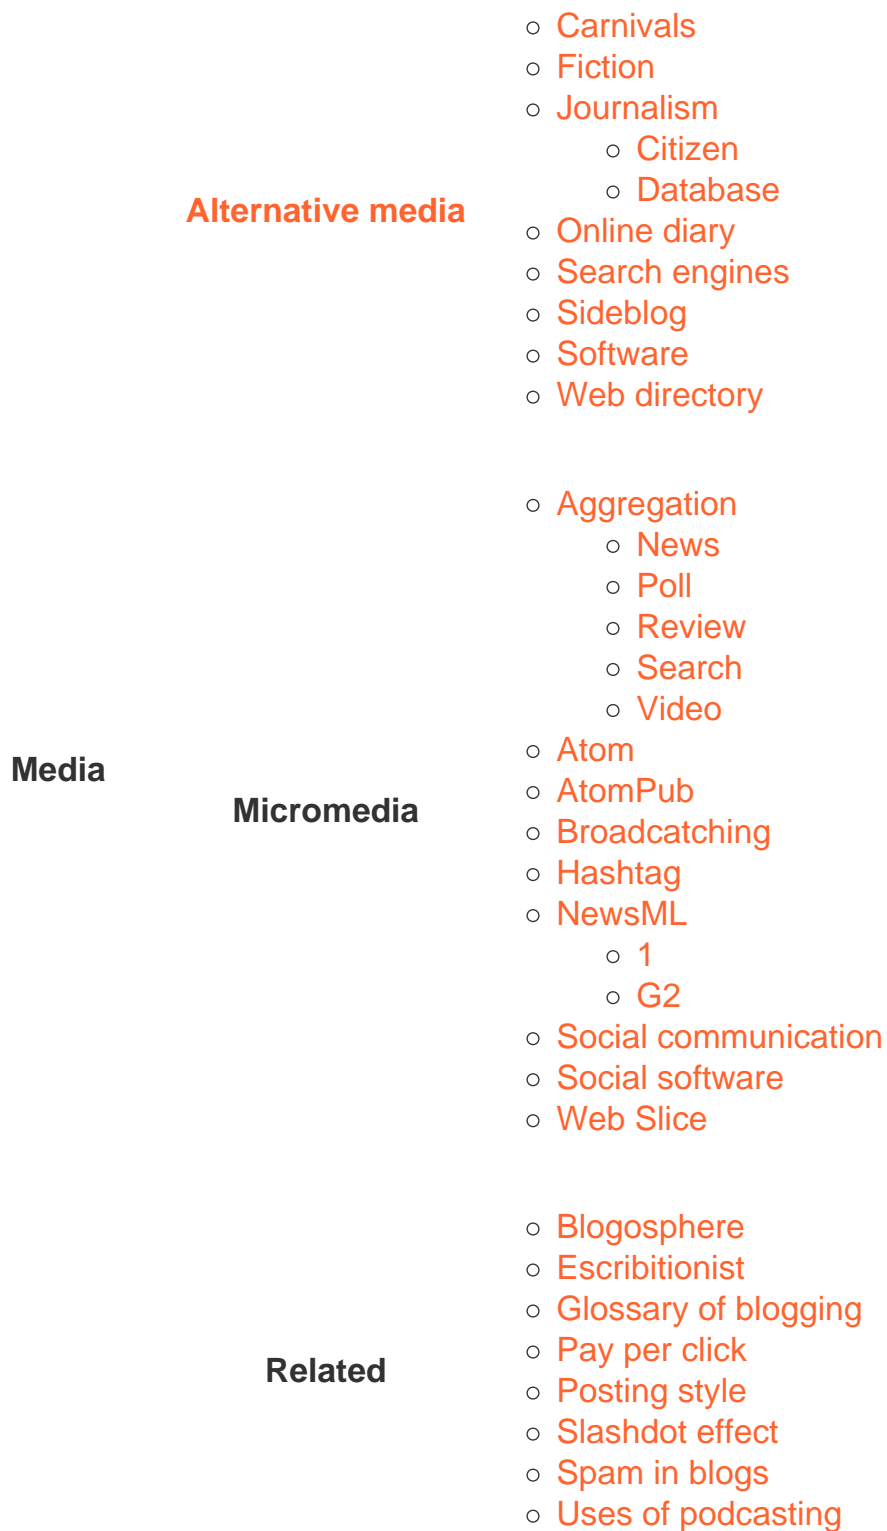 Media
Alternative media
Carnivals
Fiction
Journalism
Citizen
Database
Online diary
Search engines
Sideblog
Software
Web directory
Micromedia
Aggregation
News
Poll
Review
Search
Video
Atom
AtomPub
Broadcatching
Hashtag
NewsML
1
G2
Social communication
Social software
Web Slice
Related
Blogosphere
Escribitionist
Glossary of blogging
Pay per click
Posting style
Slashdot effect
Spam in blogs
Uses of podcasting